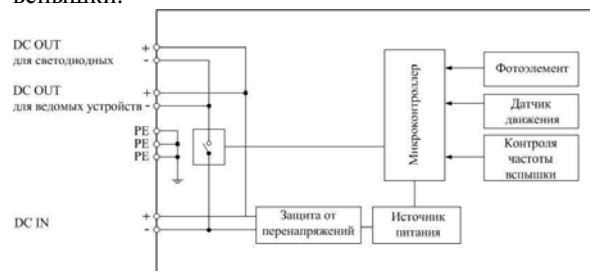 вспышки.
DC OUT
для светодиодных
+
-
DC OUT
для ведомых устройств
+
-
PE
PE
PE
DC IN
+
-
Микроконтроллер
Фотоэлемент
Датчик
движения
Контроля
частоты
вспышки
Защита от
перенапряжений
Источник
питания